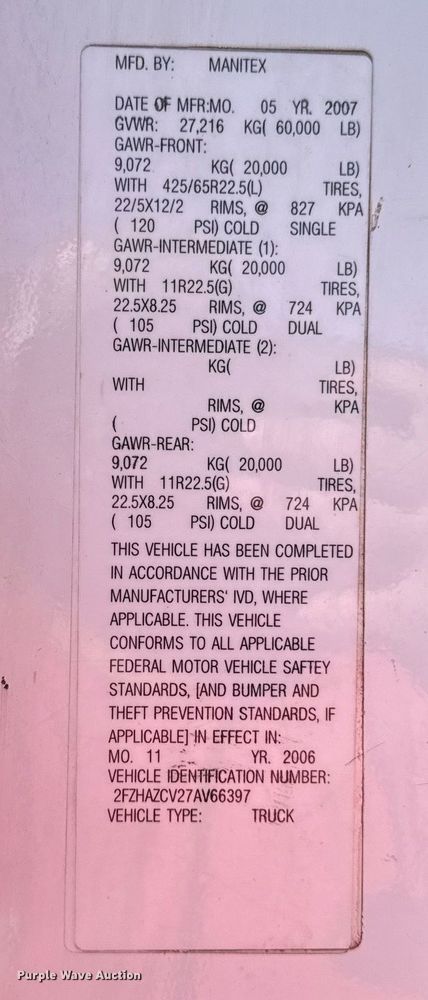 MFD. BY: MANITEX
DATE OF MFR:MO. 05 YR. 2007
GVWR: 27,216 KG( 60,000 LB)
GAWR-FRONT:
9,072 KG( 20,000 LB)
WITH 425/65R22.5(L) TIRES,
22/5X12/2 RIMS, @ 827 KPA
( 120 PSI) COLD SINGLE
GAWR-INTERMEDIATE (1):
9,072 KG( 20,000 LB)
WITH 11R22.5(G) TIRES,
22.5X8.25 RIMS, @ 724 KPA
( 105 PSI) COLD DUAL
GAWR-INTERMEDIATE (2):
KG( LB)
WITH TIRES,
RIMS, @ KPA
( PSI) COLD
GAWR-REAR:
9,072 KG( 20,000 LB)
WITH 11R22.5(G) TIRES,
22.5X8.25 RIMS, @ 724 KPA
( 105 PSI) COLD DUAL
THIS VEHICLE HAS BEEN COMPLETED
IN ACCORDANCE WITH THE PRIOR
MANUFACTURERS' IVD, WHERE
APPLICABLE. THIS VEHICLE
CONFORMS TO ALL APPLICABLE
FEDERAL MOTOR VEHICLE SAFTEY
STANDARDS, [AND BUMPER AND
THEFT PREVENTION STANDARDS, IF
APPLICABLE] IN EFFECT IN:
MO. 11 YR. 2006
VEHICLE IDENTIFICATION NUMBER:
2FZHAZCV27AV66397
VEHICLE TYPE: TRUCK
Purple Wave Auction